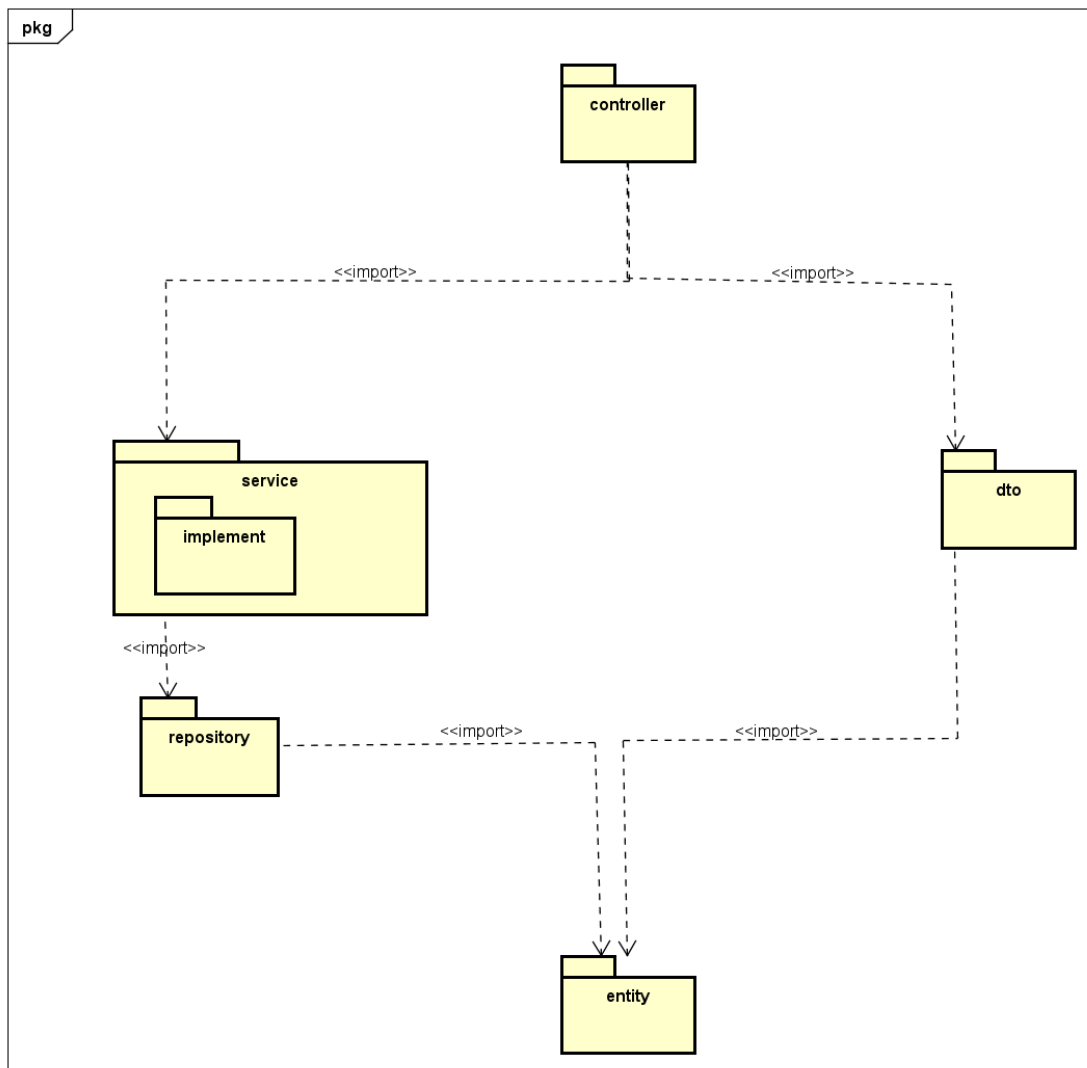 pkg
controller
<<import>>
<<import>>
service
implement
dto
<<import>>
repository
<<import>>
<<import>>
entity